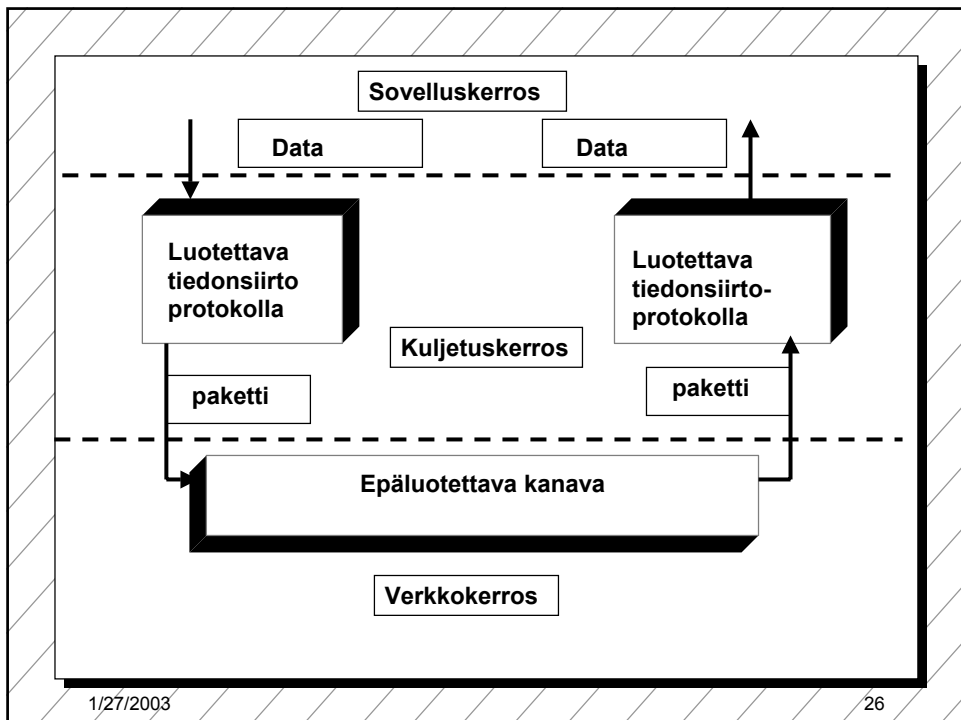 Sovelluskerros
Data
Data
Luotettava
tiedonsiirto
protokolla
Luotettava
tiedonsiirto-
protokolla
Kuljetuskerros
paketti
paketti
Epäluotettava kanava
Verkkokerros
1/27/2003
26